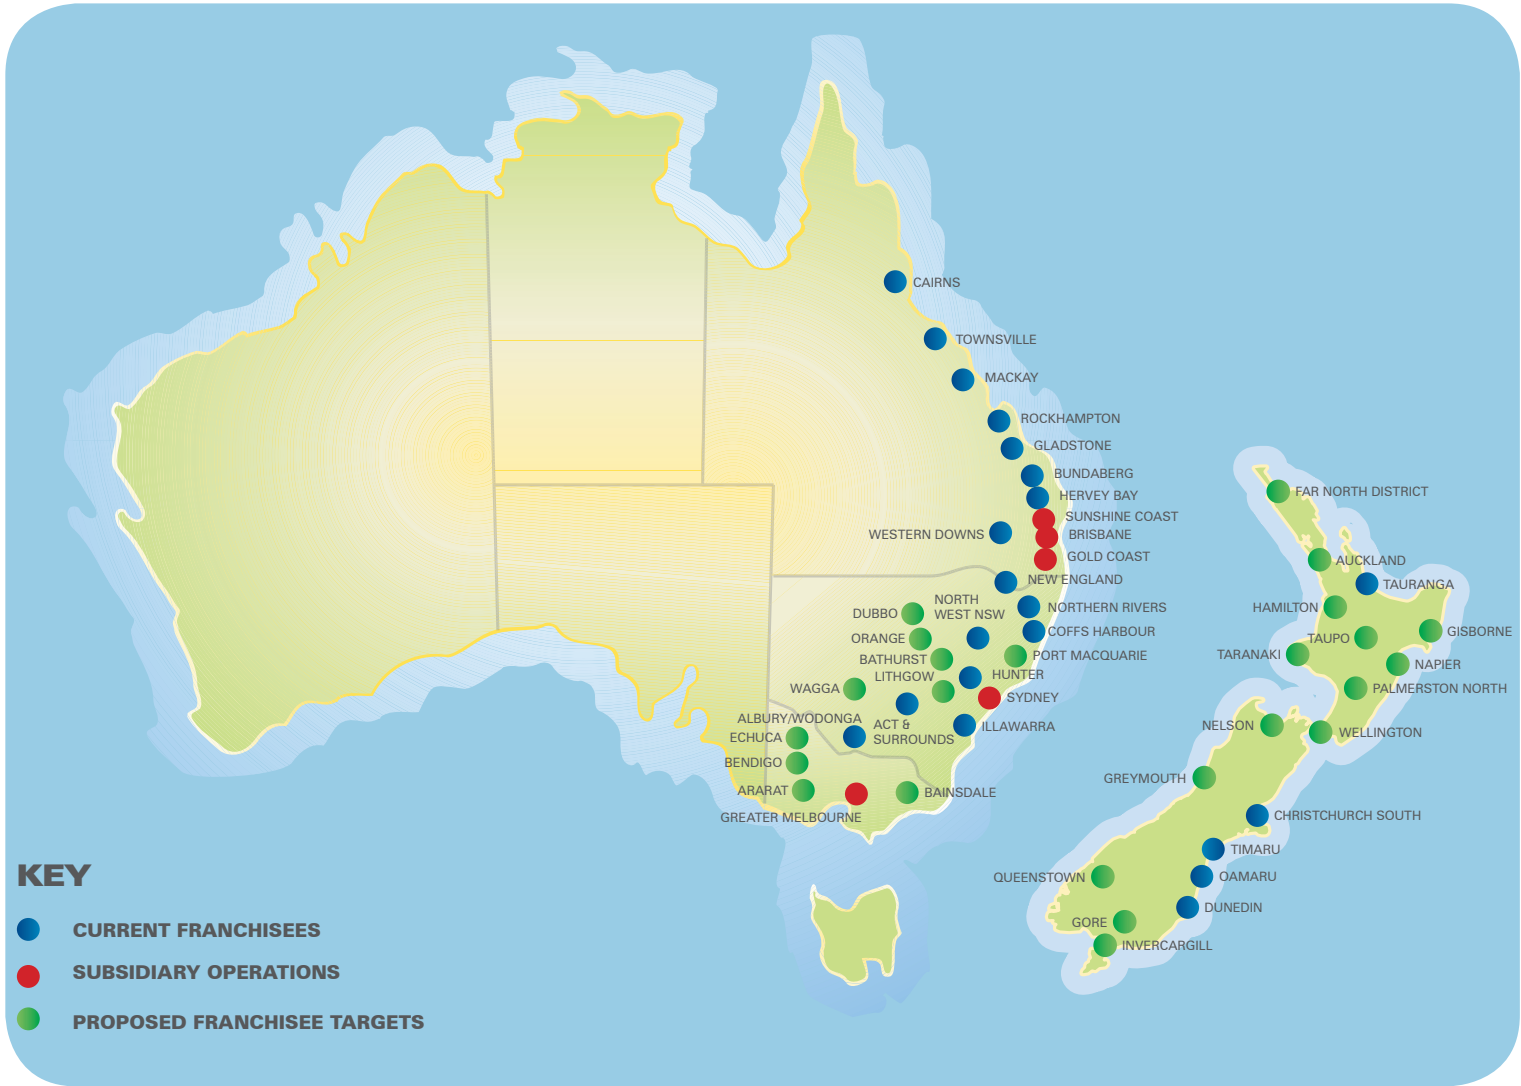 CAIRNS
TOWNSVILLE
MACKAY
ROCKHAMPTON
GLADSTONE
BUNDABERG
HERVEY BAY
SUNSHINE COAST
WESTERN DOWNS
BRISBANE
GOLD COAST
NEW ENGLAND
NORTH
WEST NSW
DUBBO
NORTHERN RIVERS
ORANGE
COFFS HARBOUR
BATHURST
PORT MACQUARIE
LITHGOW
HUNTER
WAGGA
SYDNEY
ALBURY/WODONGA
ACT &
SURROUNDS
ILLAWARRA
ECHUCA
BENDIGO
ARARAT
BAINSDALE
GREATER MELBOURNE
FAR NORTH DISTRICT
AUCKLAND
TAURANGA
HAMILTON
GISBORNE
TAUPO
TARANAKI
NAPIER
PALMERSTON NORTH
NELSON
WELLINGTON
GREYMOUTH
CHRISTCHURCH SOUTH
TIMARU
QUEENSTOWN
OAMARU
DUNEDIN
GORE
INVERCARGILL
KEY
CURRENT FRANCHISEES
SUBSIDIARY OPERATIONS
PROPOSED FRANCHISEE TARGETS